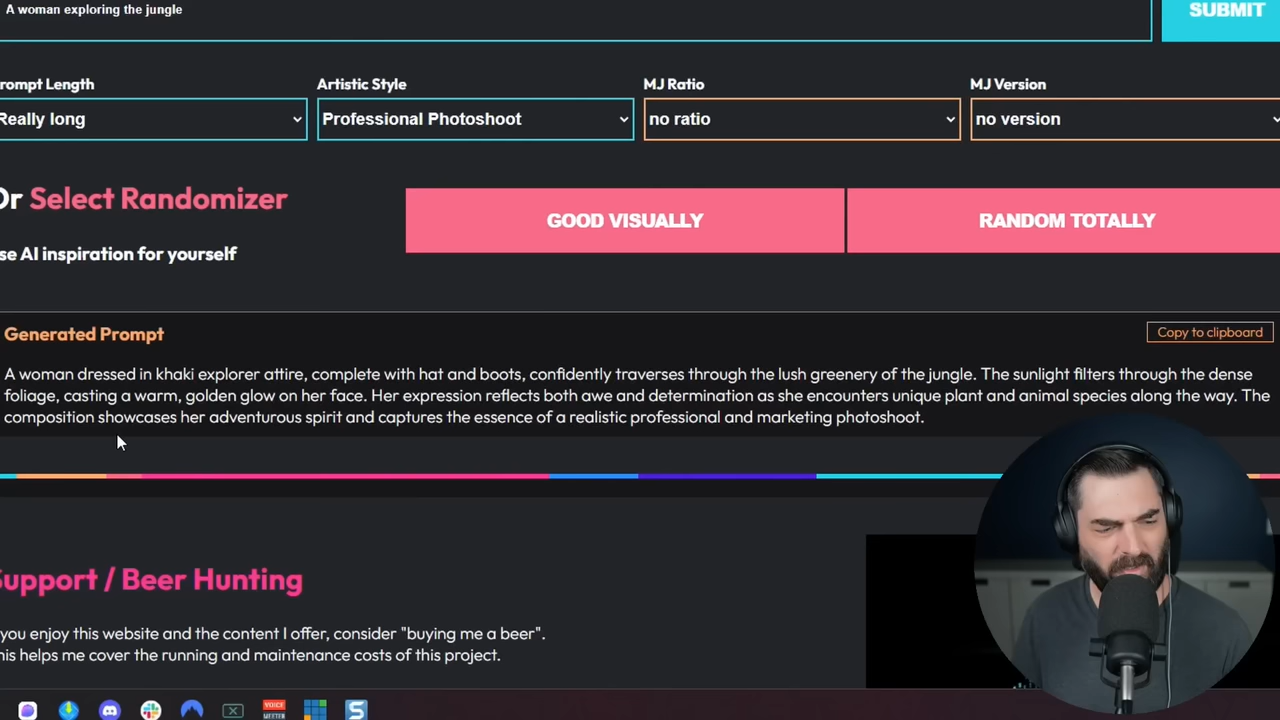 A woman exploring the jungle
SUBMIT
rompt Length
Artistic Style
MJ Ratio
MJ Version
Really long
Professional Photoshoot
no ratio
no version
Or Select Randomizer
GOOD VISUALLY
RANDOM TOTALLY
se AI inspiration for yourself
Generated Prompt
Copy to clipboard
A woman dressed in khaki explorer attire, complete with hat and boots, confidently traverses through the lush greenery of the jungle. The sunlight filters through the dense
foliage, casting a warm, golden glow on her face. Her expression reflects both awe and determination as she encounters unique plant and animal species along the way. The
composition showcases her adventurous spirit and captures the essence of a realistic professional and marketing photoshoot.
Support / Beer Hunting
you enjoy this website and the content I offer, consider "buying me a beer".
his helps me cover the running and maintenance costs of this project.
VOICE
MEETER
S